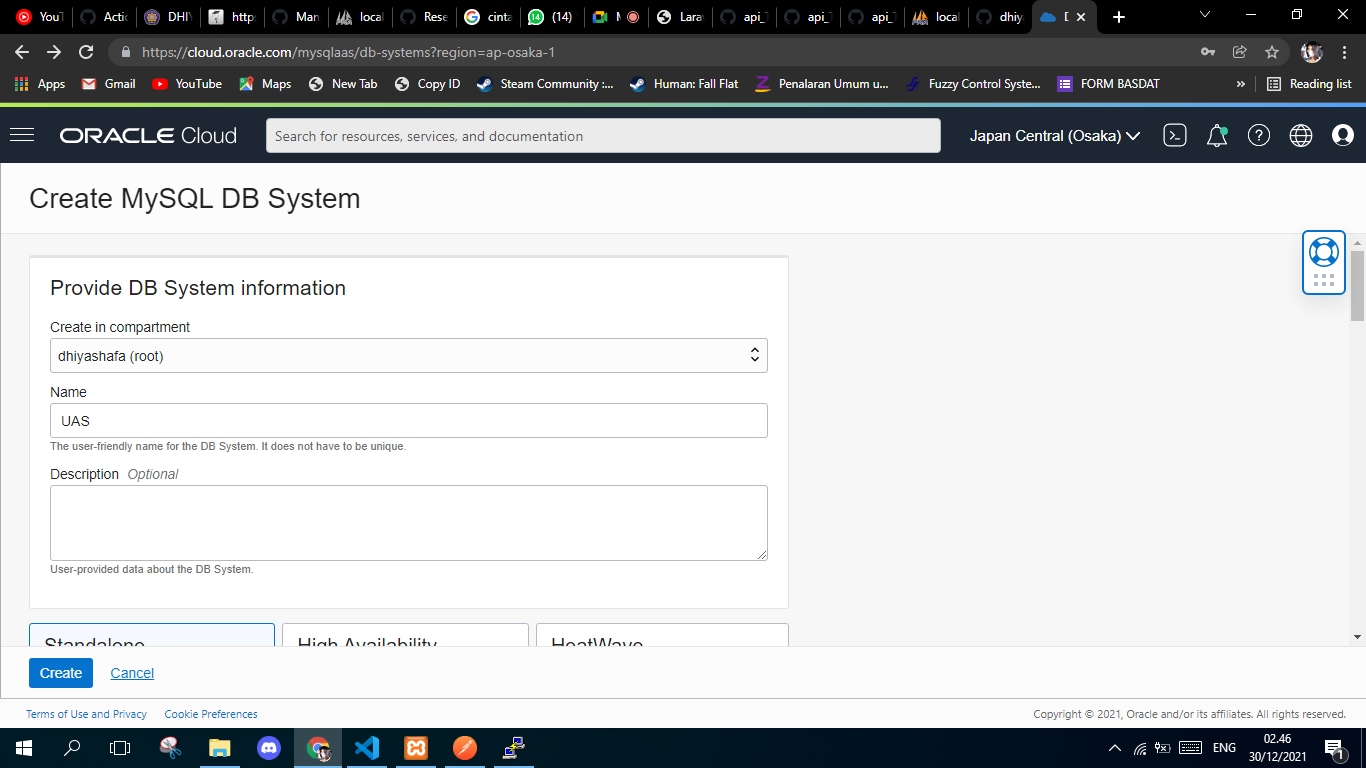 YouT
Actio
DHIY
https
Man
local
Rese
cinta
(14)
M
Lara
api_
api_
api_
local
dhiy
https://cloud.oracle.com/mysqlaas/db-systems?region=ap-osaka-1
Apps
Gmail
YouTube
Maps
New Tab
Copy ID
Steam Community :...
Human: Fall Flat
Penalaran Umum u...
Fuzzy Control Syste...
FORM BASDAT
»
Reading list
ORACLE Cloud
Search for resources, services, and documentation
Japan Central (Osaka)
Create MySQL DB System
Provide DB System information
Create in compartment
dhiyashafa (root)
Name
UAS
The user-friendly name for the DB System. It does not have to be unique.
Description Optional
User-provided data about the DB System.
Standalone
High Availability
HeatWave
Create
Cancel
Terms of Use and Privacy
Cookie Preferences
Copyright © 2021, Oracle and/or its affiliates. All rights reserved.
ENG
02.46
30/12/2021
1